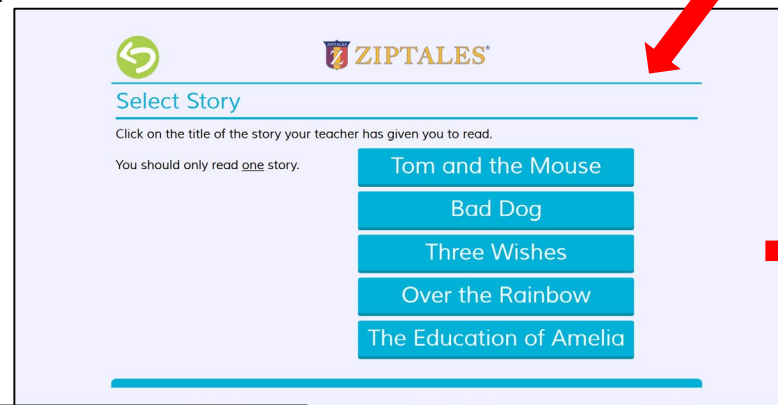 ZIPTALES®
Select Story
Click on the title of the story your teacher has given you to read.
You should only read one story.
Tom and the Mouse
Bad Dog
Three Wishes
Over the Rainbow
The Education of Amelia